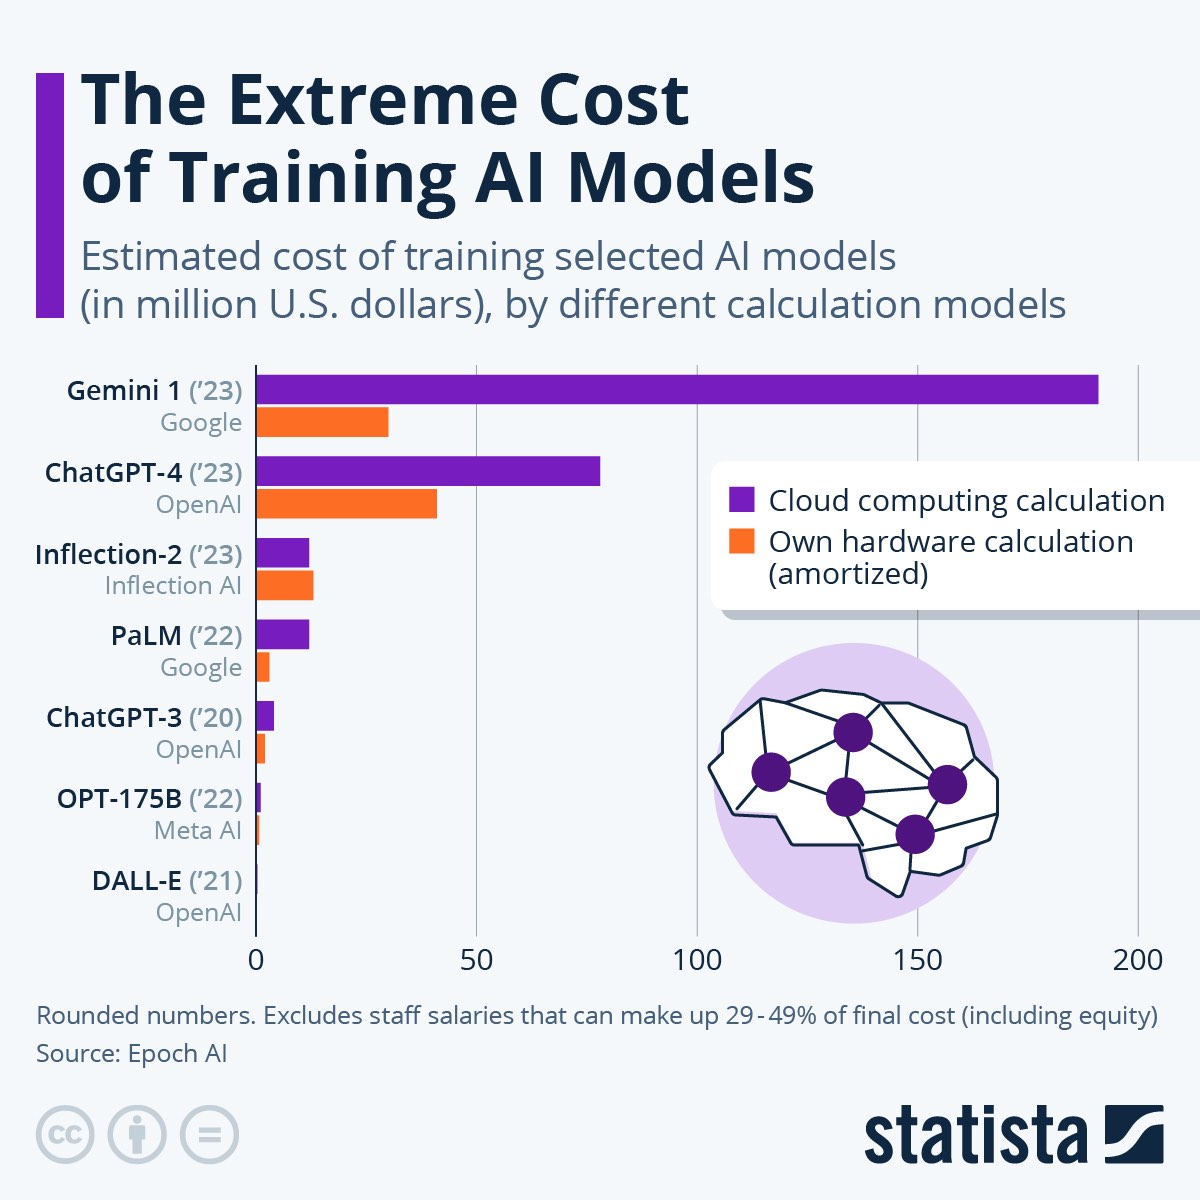 The Extreme Cost
of Training AI Models
Estimated cost of training selected AI models
(in million U.S. dollars), by different calculation models
Gemini 1 (’23)
Google
ChatGPT-4 (’23)
OpenAI
Inflection-2 (’23)
Inflection AI
PaLM (’22)
Google
ChatGPT-3 (’20)
OpenAI
OPT-175B (’22)
Meta AI
DALL-E (’21)
OpenAI
Cloud computing calculation
Own hardware calculation
(amortized)
0 50 100 150 200
Rounded numbers. Excludes staff salaries that can make up 29-49% of final cost (including equity)
Source: Epoch AI
cc
statista